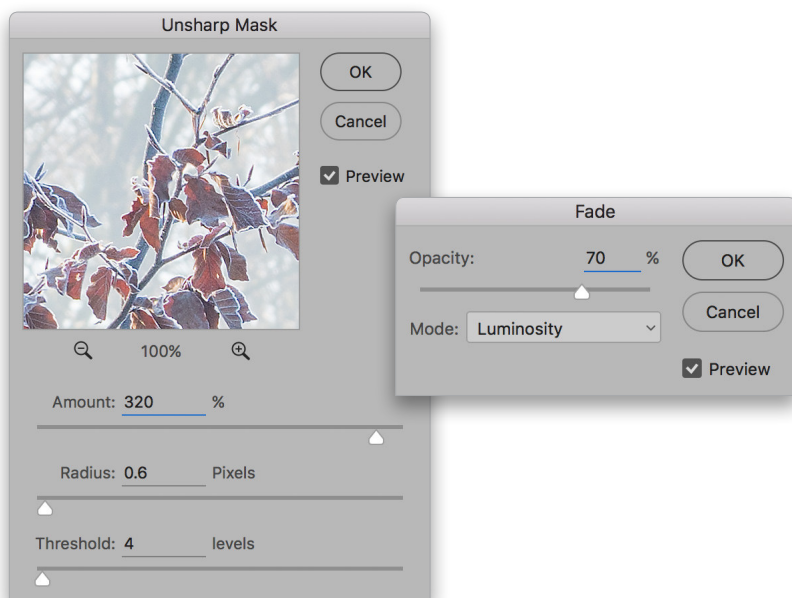 Unsharp Mask
OK
Cancel
Preview
100%
Amount: 320 %
Radius: 0.6 Pixels
Threshold: 4 levels
Fade
Opacity: 70 %
OK
Mode: Luminosity
Cancel
Preview